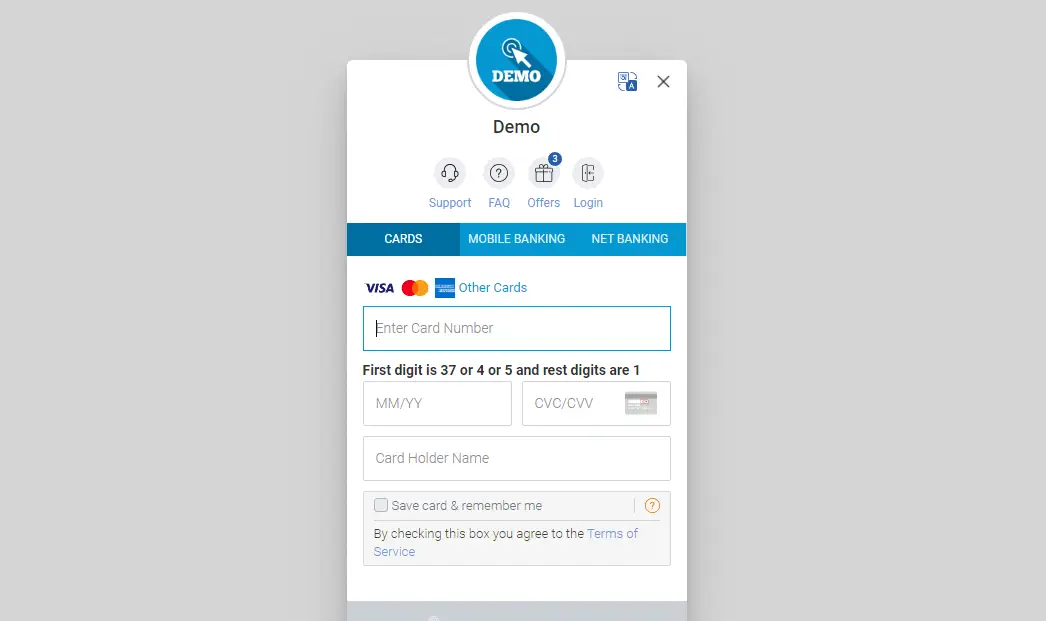 DEMO
Demo
3
Support FAQ Offers Login
CARDS MOBILE BANKING NET BANKING
VISA Other Cards
Enter Card Number
First digit is 37 or 4 or 5 and rest digits are 1
MM/YY CVC/CVV
Card Holder Name
Save card & remember me ?
By checking this box you agree to the Terms of
Service